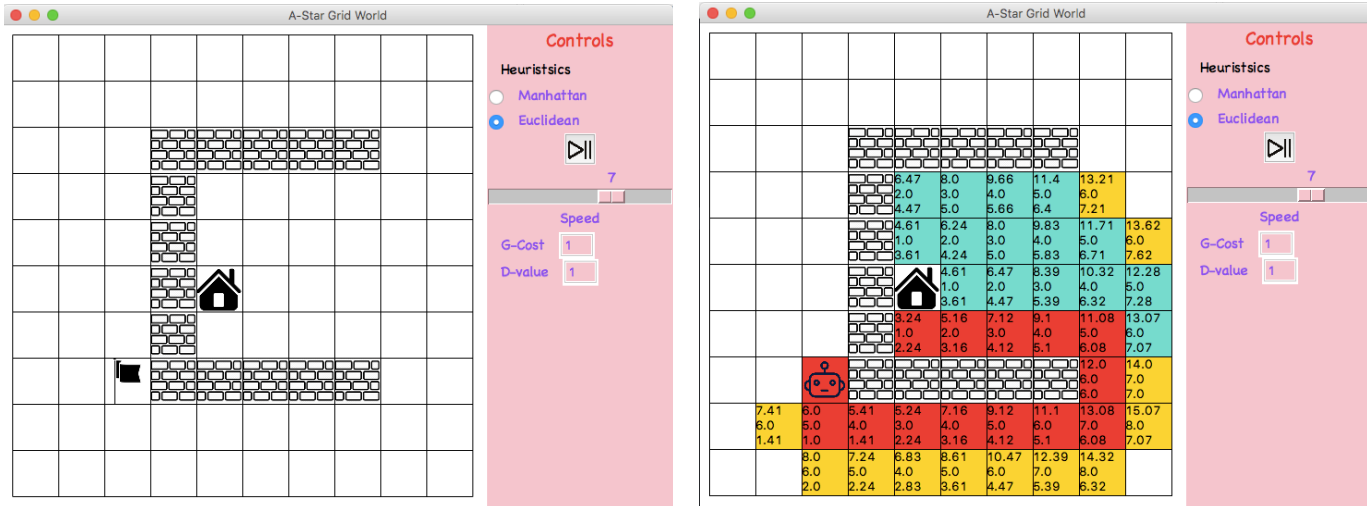 A-Star Grid World
Controls
Heuristsics
Manhattan
Euclidean
7
Speed
G-Cost 1
D-value 1
A-Star Grid World
6.47 8.0 9.66 11.4 13.21
2.0 3.0 4.0 5.0 6.0
4.47 5.0 5.66 6.4 7.21
4.61 6.24 8.0 9.83 11.71 13.62
1.0 2.0 3.0 4.0 5.0 6.0
3.61 4.24 5.0 5.83 6.71 7.62
4.61 6.47 8.39 10.32 12.28
1.0 2.0 3.0 4.0 5.0
3.61 4.47 5.39 6.32 7.28
3.24 5.16 7.12 9.1 11.08 13.07
1.0 2.0 3.0 4.0 5.0 6.0
2.24 3.16 4.12 5.1 6.08 7.07
12.0 14.0
6.0 7.0
6.0 7.0
7.41 6.0 5.41 5.24 7.16 9.12 11.1 13.08 15.07
6.0 5.0 4.0 3.0 4.0 5.0 6.0 7.0 8.0
1.41 1.0 1.41 2.24 3.16 4.12 5.1 6.08 7.07
8.0 7.24 6.83 8.61 10.47 12.39 14.32
6.0 5.0 4.0 5.0 6.0 7.0 8.0
2.0 2.24 2.83 3.61 4.47 5.39 6.32
Controls
Heuristsics
Manhattan
Euclidean
7
Speed
G-Cost 1
D-value 1